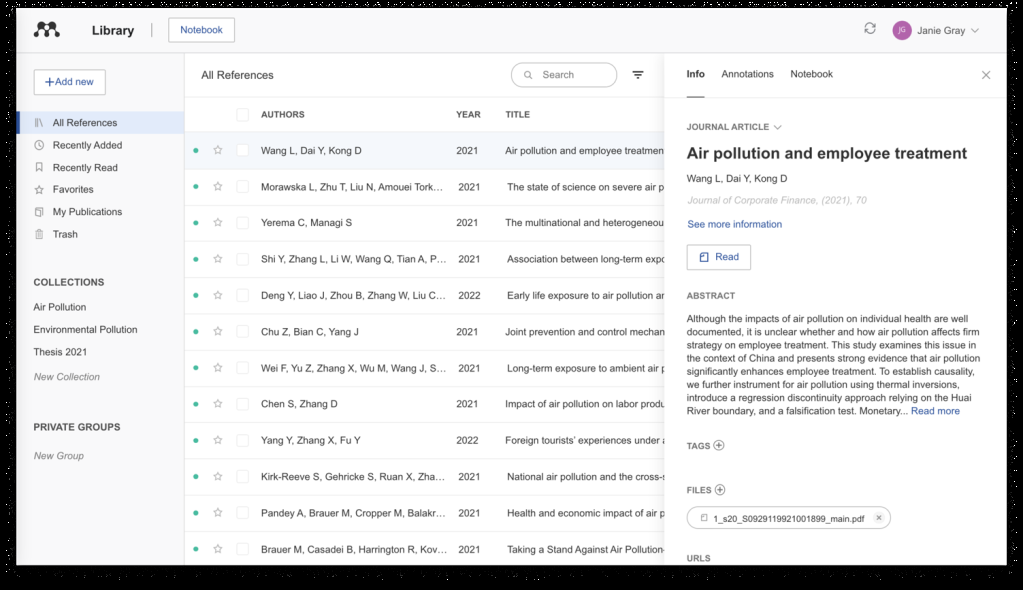 Library
Notebook
JG
Janie Gray
+Add new
All References
Recently Added
Recently Read
Favorites
My Publications
Trash
COLLECTIONS
Air Pollution
Environmental Pollution
Thesis 2021
New Collection
PRIVATE GROUPS
New Group
All References
Search
AUTHORS YEAR TITLE
Wang L, Dai Y, Kong D 2021 Air pollution and employee treatmen
Morawska L, Zhu T, Liu N, Amouei Tork... 2021 The state of science on severe air p
Yerema C, Managi S 2021 The multinational and heterogeneou
Shi Y, Zhang L, Li W, Wang Q, Tian A, P... 2021 Association between long-term expo
Deng Y, Liao J, Zhou B, Zhang W, Liu C... 2022 Early life exposure to air pollution ar
Chu Z, Bian C, Yang J 2021 Joint prevention and control mechan
Wei F, Yu Z, Zhang X, Wu M, Wang J, S... 2021 Long-term exposure to ambient air p
Chen S, Zhang D 2021 Impact of air pollution on labor produ
Yang Y, Zhang X, Fu Y 2022 Foreign tourists' experiences under a
Kirk-Reeve S, Gehricke S, Ruan X, Zha... 2021 National air pollution and the cross-s
Pandey A, Brauer M, Cropper M, Balakr... 2021 Health and economic impact of air p
Brauer M, Casadei B, Harrington R, Kov... 2021 Taking a Stand Against Air Pollution-
Info Annotations Notebook
JOURNAL ARTICLE
Air pollution and employee treatment
Wang L, Dai Y, Kong D
Journal of Corporate Finance, (2021), 70
See more information
Read
ABSTRACT
Although the impacts of air pollution on individual health are well
documented, it is unclear whether and how air pollution affects firm
strategy on employee treatment. This study examines this issue in
the context of China and presents strong evidence that air pollution
significantly enhances employee treatment. To establish causality,
we further instrument for air pollution using thermal inversions,
introduce a regression discontinuity approach relying on the Huai
River boundary, and a falsification test. Monetary... Read more
TAGS
FILES
1_s20_S0929119921001899_main.pdf
URLS